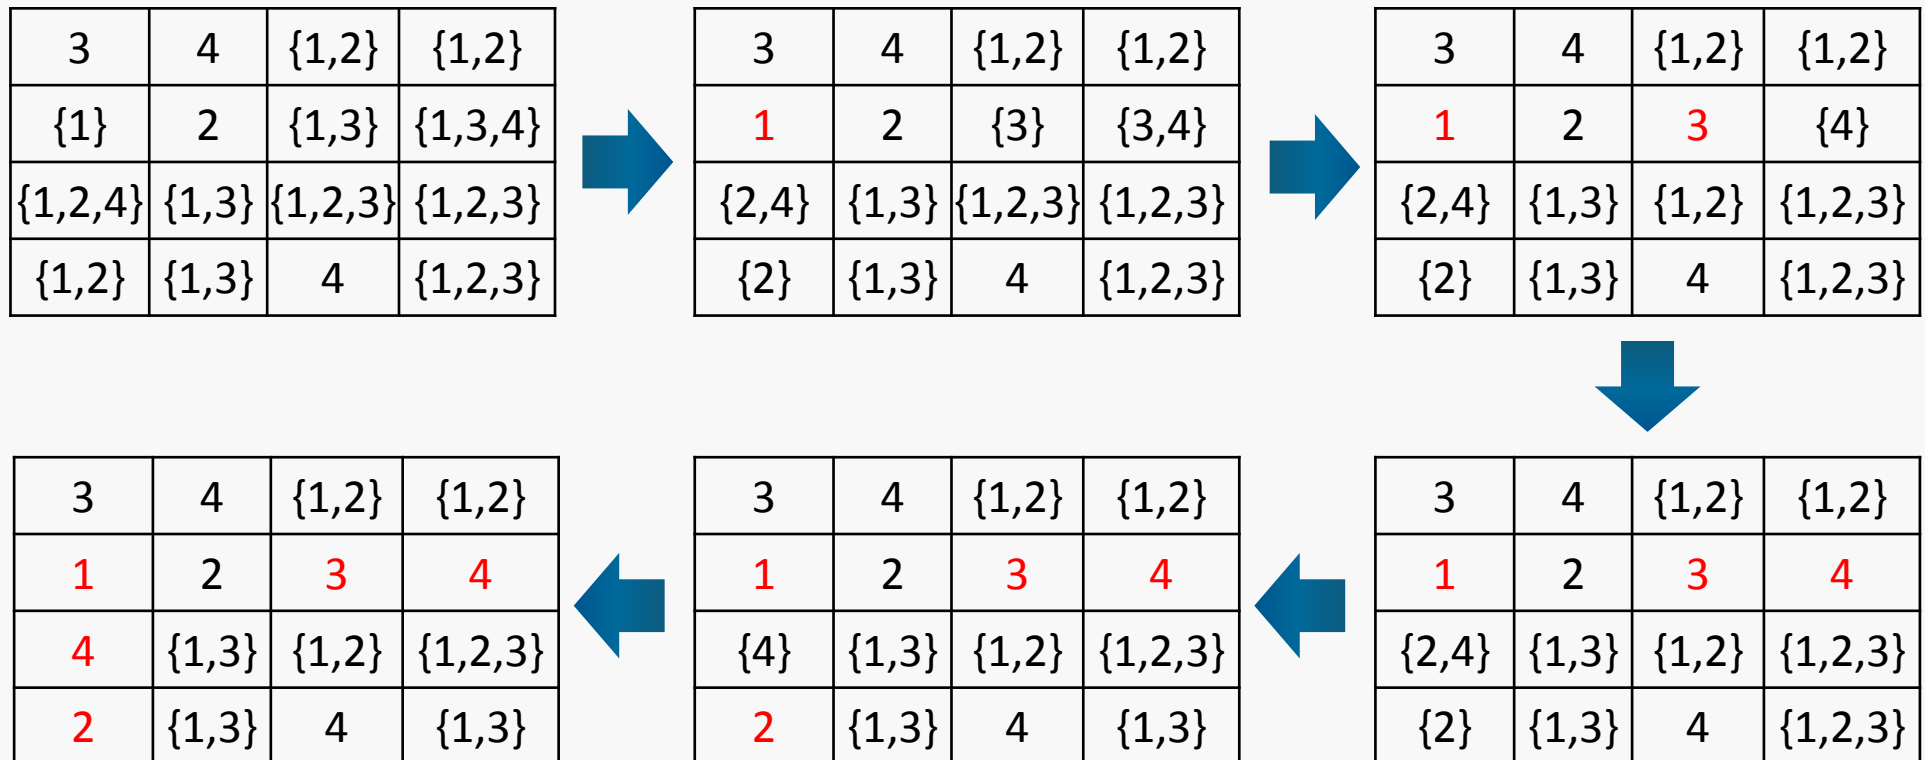 3 4 {1,2} {1,2}
{1} 2 {1,3} {1,3,4}
{1,2,4} {1,3} {1,2,3} {1,2,3}
{1,2} {1,3} 4 {1,2,3}
3 4 {1,2} {1,2}
1 2 {3} {3,4}
{2,4} {1,3} {1,2,3} {1,2,3}
{2} {1,3} 4 {1,2,3}
3 4 {1,2} {1,2}
1 2 3 {4}
{2,4} {1,3} {1,2} {1,2,3}
{2} {1,3} 4 {1,2,3}
3 4 {1,2} {1,2}
1 2 3 4
{2,4} {1,3} {1,2} {1,2,3}
{2} {1,3} 4 {1,2,3}
3 4 {1,2} {1,2}
1 2 3 4
{4} {1,3} {1,2} {1,2,3}
2 {1,3} 4 {1,3}
3 4 {1,2} {1,2}
1 2 3 4
4 {1,3} {1,2} {1,2,3}
2 {1,3} 4 {1,3}